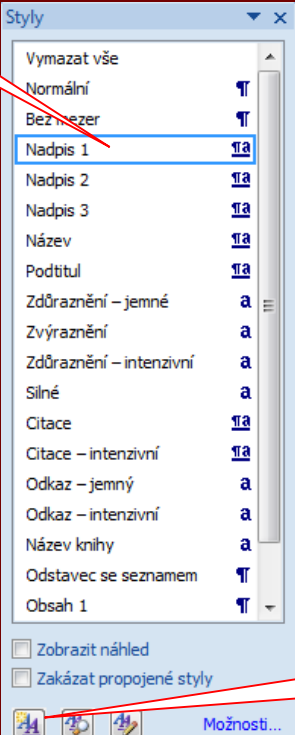 Styly
Vymazat vše
Normální ¶
Bez mezer ¶
Nadpis 1 ¶a
Nadpis 2 ¶a
Nadpis 3 ¶a
Název ¶a
Podtitul ¶a
Zdůraznění – jemné a
Zvýraznění a
Zdůraznění – intenzivní a
Silné a
Citace ¶a
Citace – intenzivní ¶a
Odkaz – jemný a
Odkaz – intenzivní a
Název knihy a
Odstavec se seznamem ¶
Obsah 1 ¶
Zobrazit náhled
Zakázat propojené styly
Možnosti...